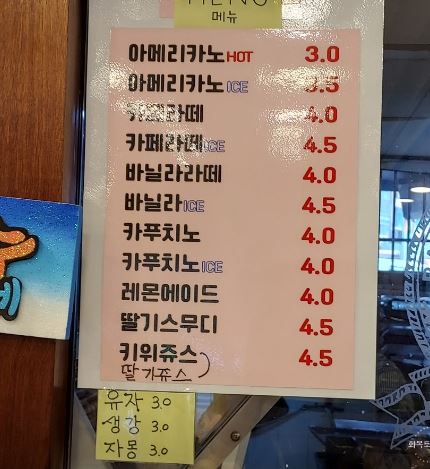 MENU
메뉴
아메리카노HOT 3.0
아메리카노ICE 3.5
카페라떼 4.0
카페라떼ICE 4.5
바닐라라떼 4.0
바닐라ICE 4.5
카푸치노 4.0
카푸치노ICE 4.0
레몬에이드 4.0
딸기스무디 4.5
키위쥬스 4.5
딸기쥬스
유자 3.0
생강 3.0
자몽 3.0